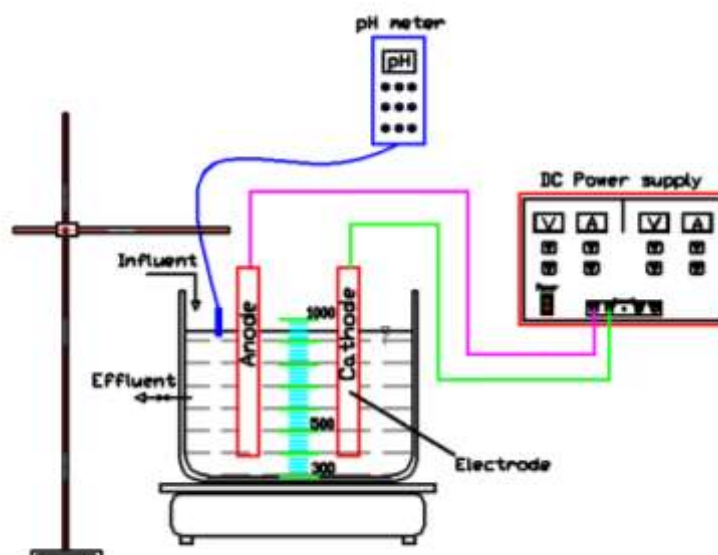 pH meter
pH
DC Power supply
V A V A
Influent
Anode
Cathode
1000
Effluent
500
300
Electrode